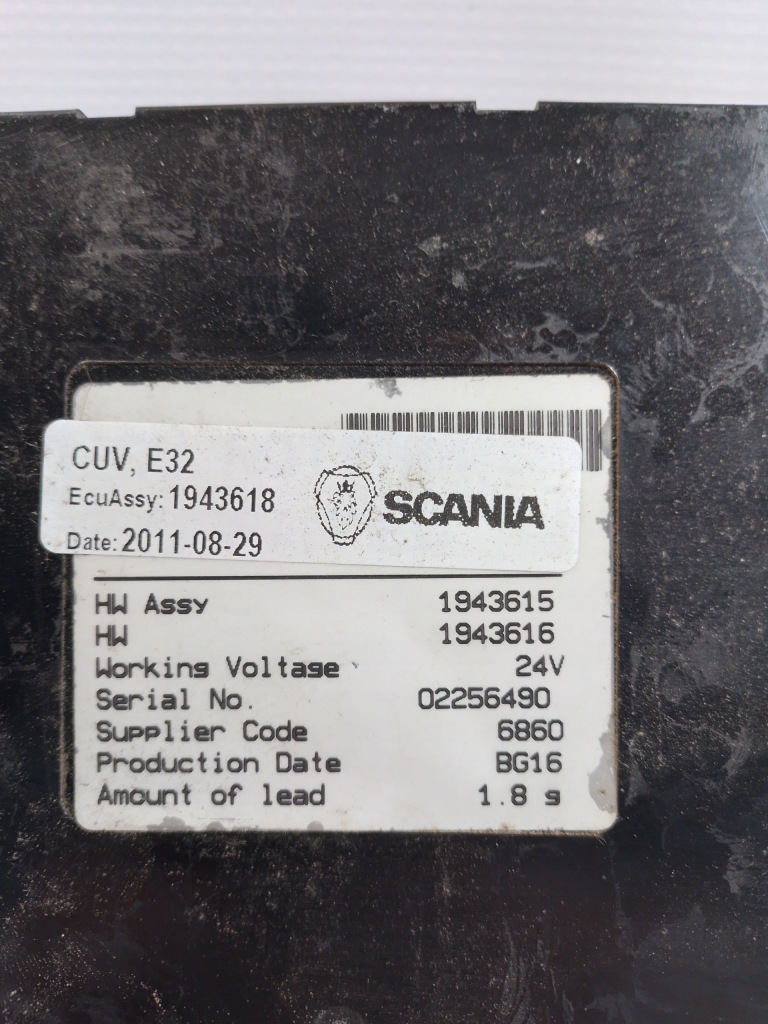 CUV, E32
EcuAssy: 1943618
Date: 2011-08-29
SCANIA
HW Assy 1943615
HW 1943616
Working Voltage 24V
Serial No. 02256490
Supplier Code 6860
Production Date BG16
Amount of lead 1.8 g